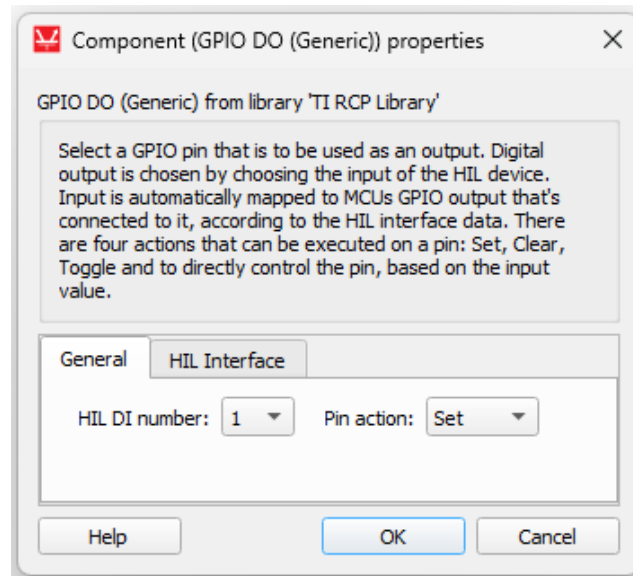 Component (GPIO DO (Generic)) properties
GPIO DO (Generic) from library 'TI RCP Library'
Select a GPIO pin that is to be used as an output. Digital
output is chosen by choosing the input of the HIL device.
Input is automatically mapped to MCUs GPIO output that's
connected to it, according to the HIL interface data. There
are four actions that can be executed on a pin: Set, Clear,
Toggle and to directly control the pin, based on the input
value.
General HIL Interface
HIL DI number: 1 Pin action: Set
Help OK Cancel